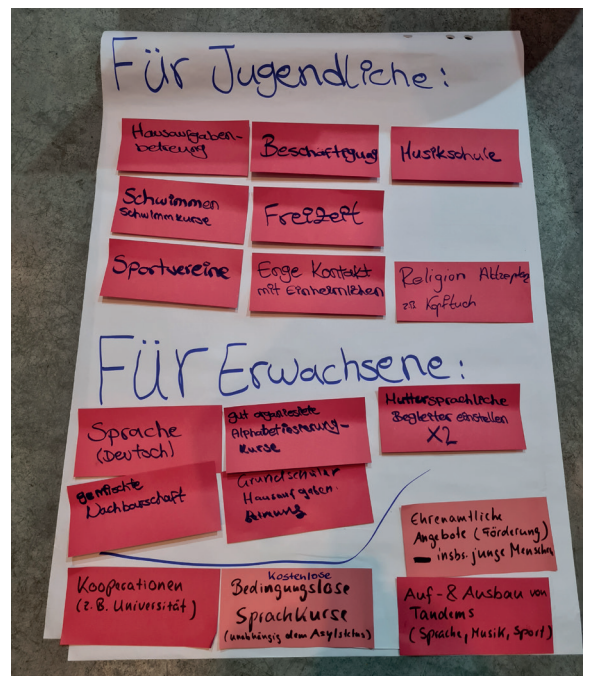 Für Jugendliche:
Hausaufgaben-
betreuung
Beschäftigung
Musikschule
Schwimmen
Schwimmkurse
Freizeit
Sportvereine
Enge Kontakt
mit Einheimischen
Religion Akzeptanz
Kopftuch
Für Erwachsene:
Sprache
(Deutsch)
gut organisierte
Alphabetisierung-
kurse
Muttersprachliche
Begleiter einstellen
X2
gemischte
Nachbarschaft
Grundschüler
Hausaufgaben-
Ehrenamtliche
Angebote (Förderung)
insbs. junge Menschen
Kooperationen
(z.B. Universität)
Kostenlose
Bedingungslose
Sprachkurse
(unabhängig dem Asylstatus)
Auf- & Ausbau von
Tandems
(Sprache, Musik, Sport)